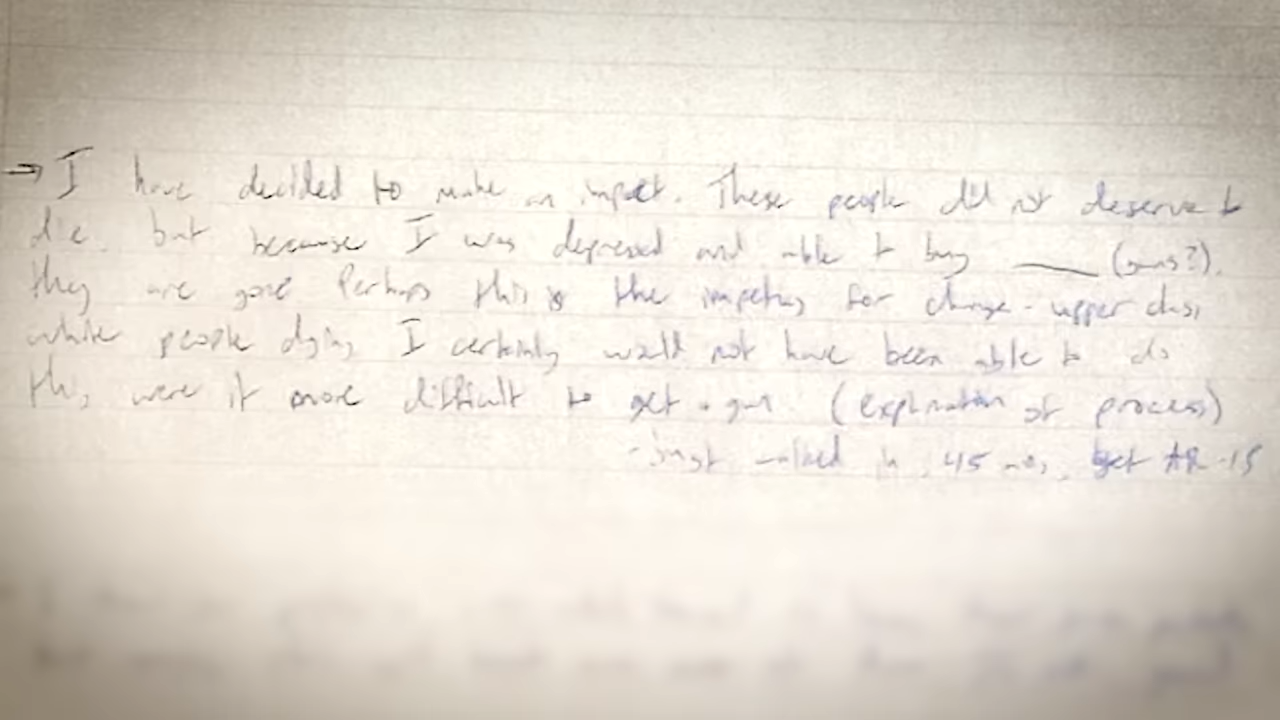 → I have decided to make an impact. These people did not deserve to
die. but because I was depressed and able to buy ____ (guns?).
they are gone Perhaps this is the impetus for change - upper class
white people dying I certainly would not have been able to do
this were it more difficult to get a gun. (explanation of process)
- Just walked in, 45 mins, get AR-15